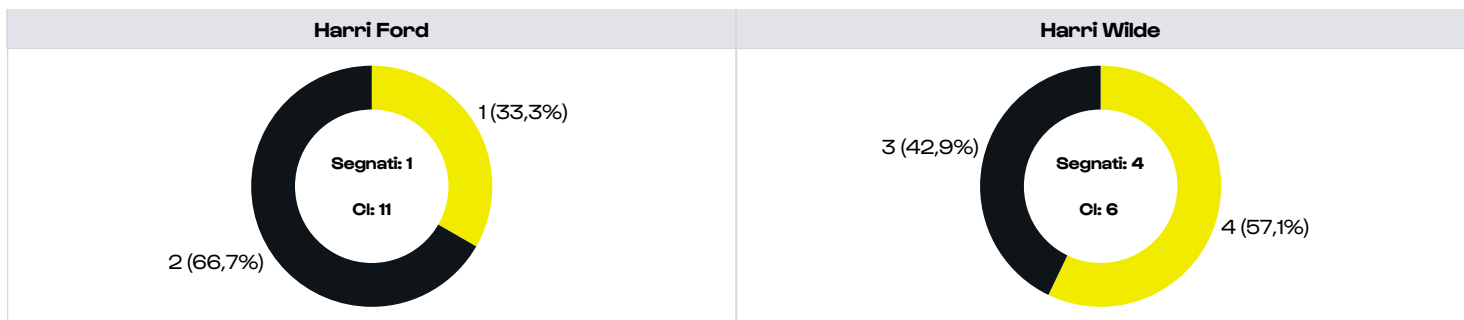 Harri Ford
Harri Wilde
1 (33,3%)
Segnati: 1
Cl: 11
2 (66,7%)
3 (42,9%)
Segnati: 4
Cl: 6
4 (57,1%)